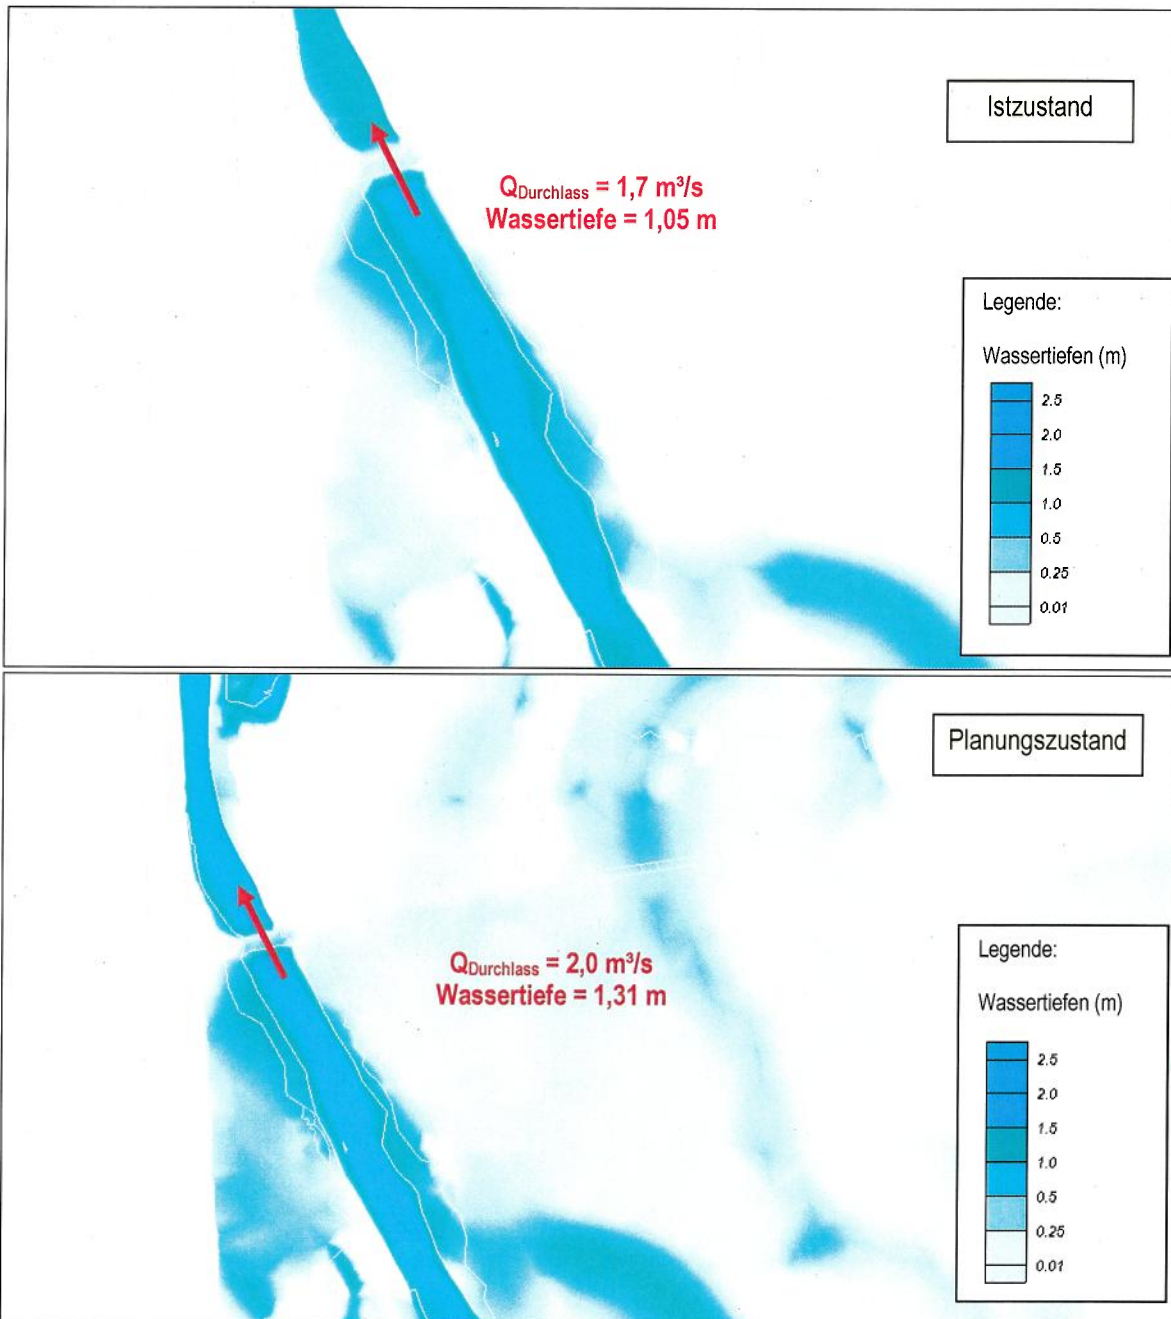 Istzustand
QDurchlass = 1,7 m³/s
Wassertiefe = 1,05 m
Legende:
Wassertiefen (m)
2.5
2.0
1.5
1.0
0.5
0.25
0.01
Planungszustand
QDurchlass = 2,0 m³/s
Wassertiefe = 1,31 m
Legende:
Wassertiefen (m)
2.5
2.0
1.5
1.0
0.5
0.25
0.01